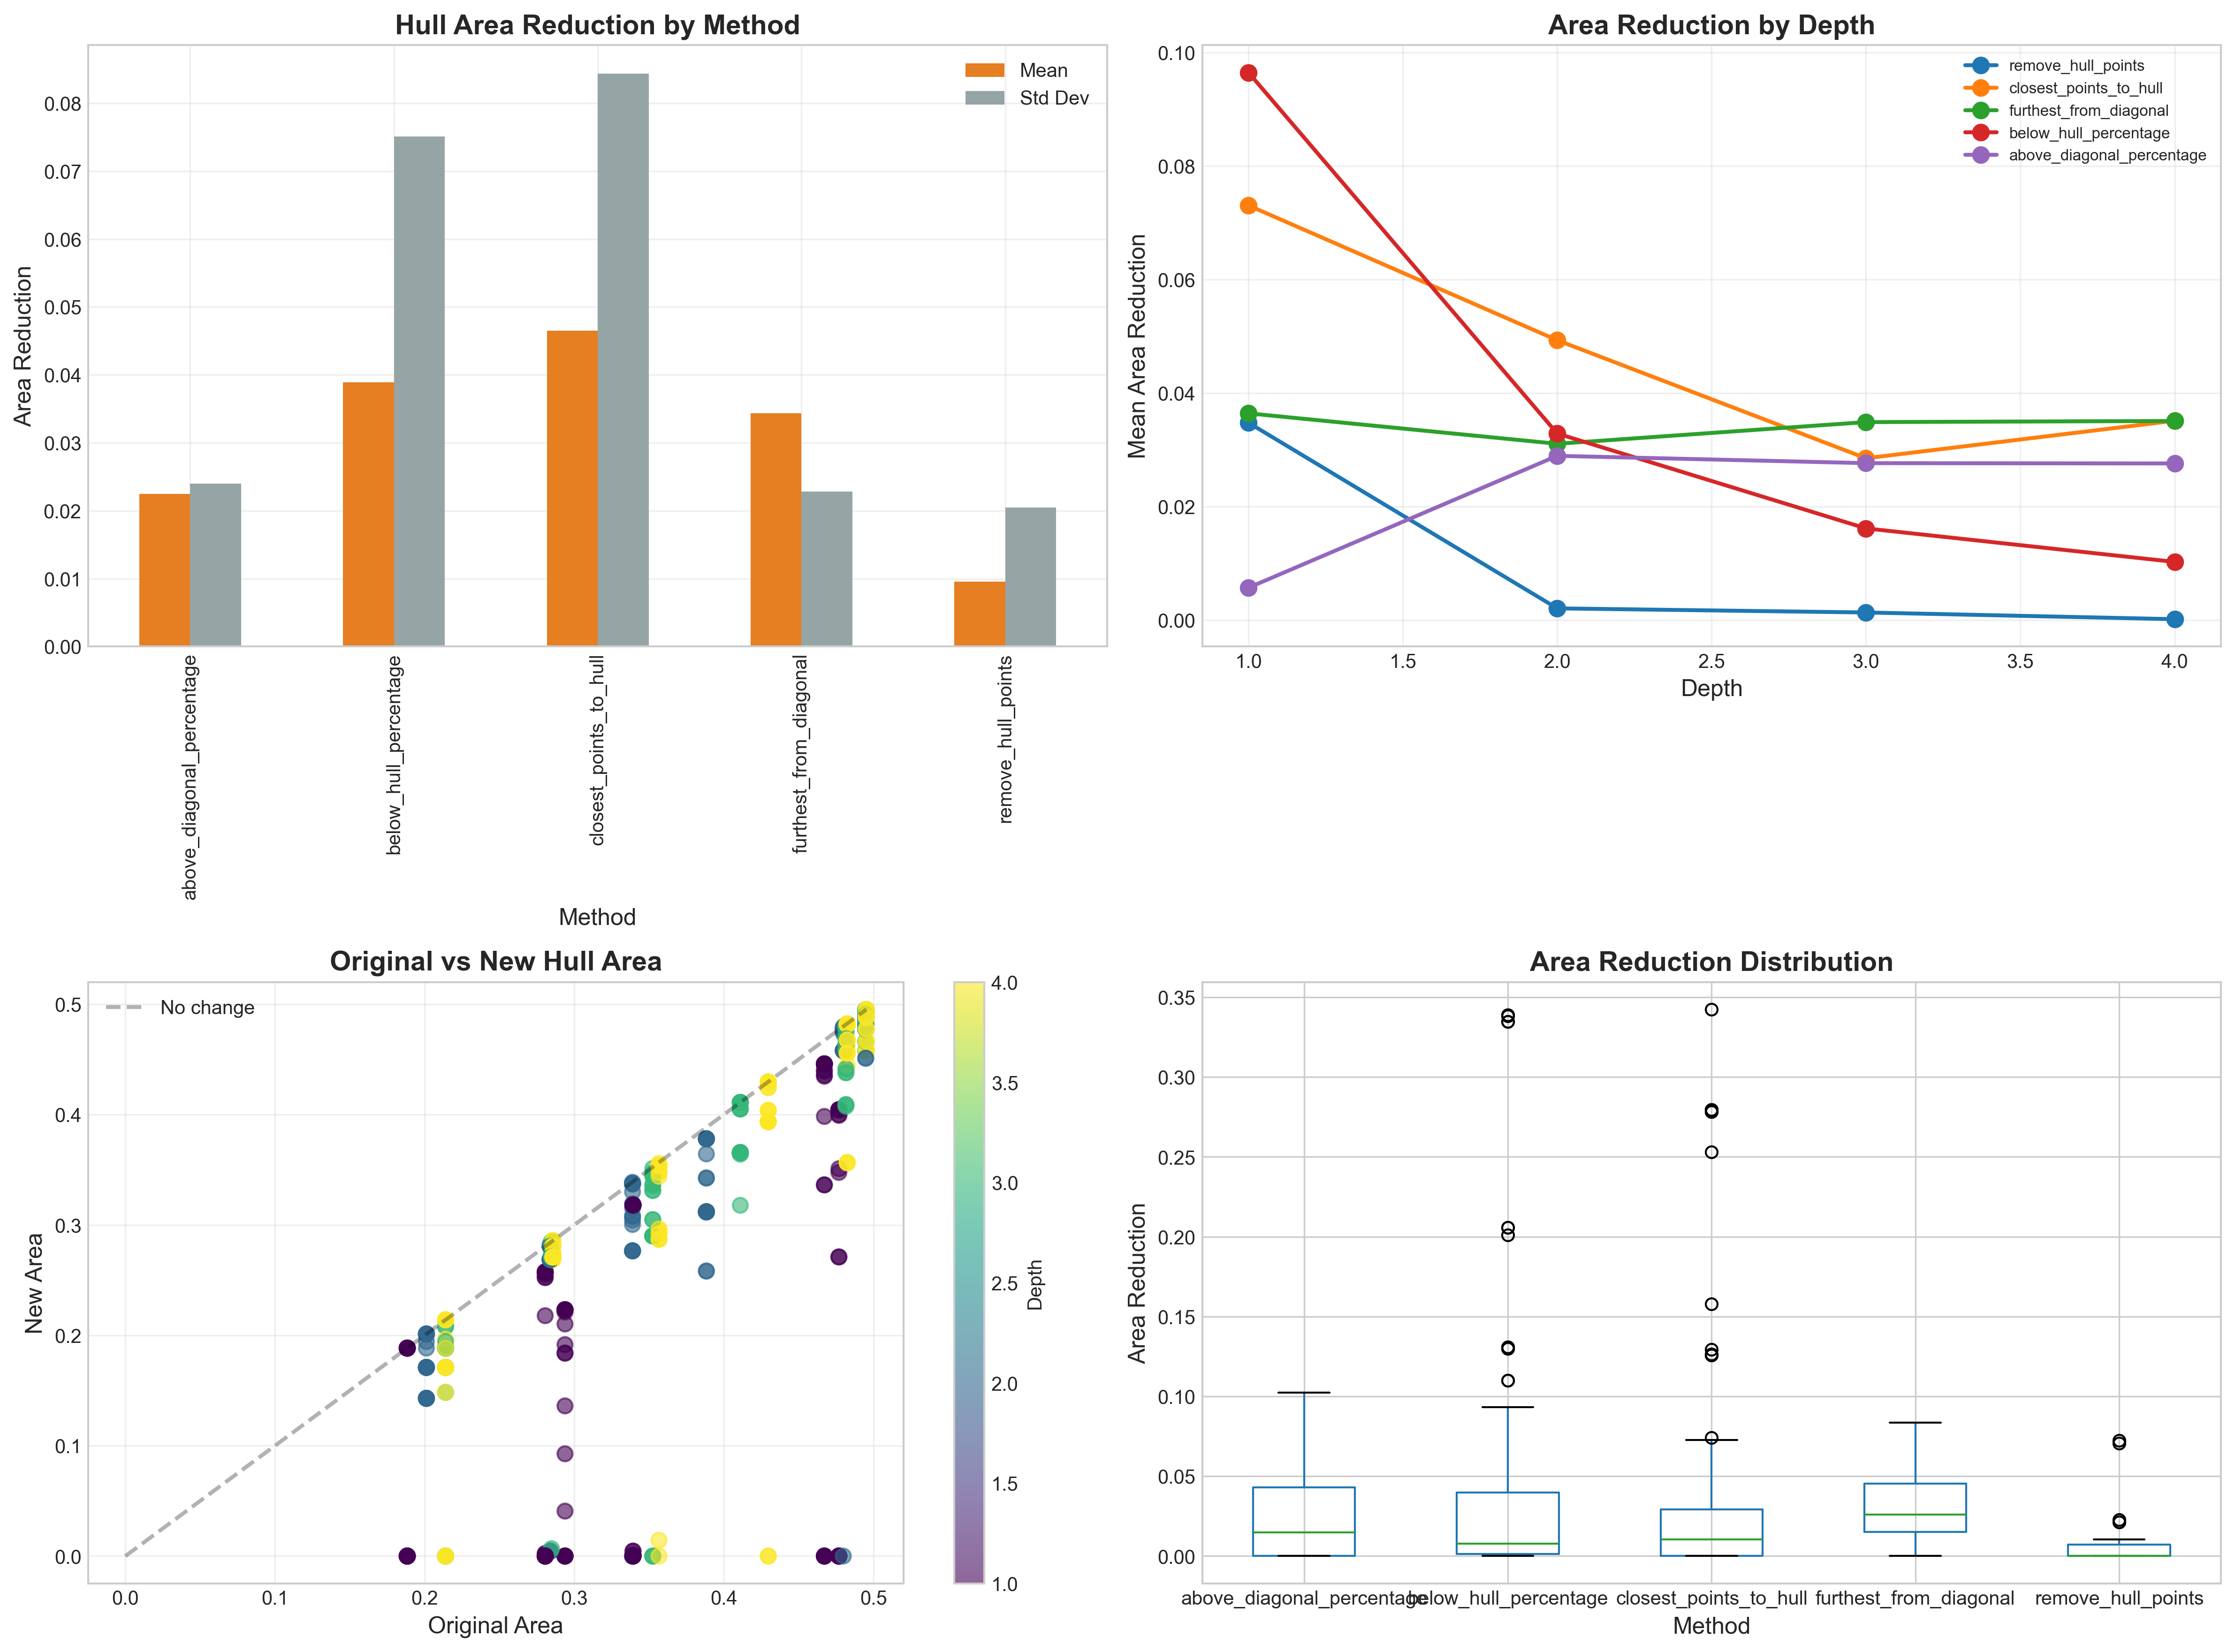 Hull Area Reduction by Method
Mean
Std Dev
Area Reduction
0.08
0.07
0.06
0.05
0.04
0.03
0.02
0.01
0.00
above_diagonal_percentage
below_hull_percentage
closest_points_to_hull
furthest_from_diagonal
remove_hull_points
Method
Area Reduction by Depth
remove_hull_points
closest_points_to_hull
furthest_from_diagonal
below_hull_percentage
above_diagonal_percentage
Mean Area Reduction
0.10
0.08
0.06
0.04
0.02
0.00
1.0 1.5 2.0 2.5 3.0 3.5 4.0
Depth
Original vs New Hull Area
No change
New Area
0.5
0.4
0.3
0.2
0.1
0.0
0.0 0.1 0.2 0.3 0.4 0.5
Original Area
4.0
3.5
3.0
2.5
2.0
1.5
1.0
Depth
Area Reduction Distribution
Area Reduction
0.35
0.30
0.25
0.20
0.15
0.10
0.05
0.00
above_diagonal_percentage below_hull_percentage closest_points_to_hull furthest_from_diagonal remove_hull_points
Method